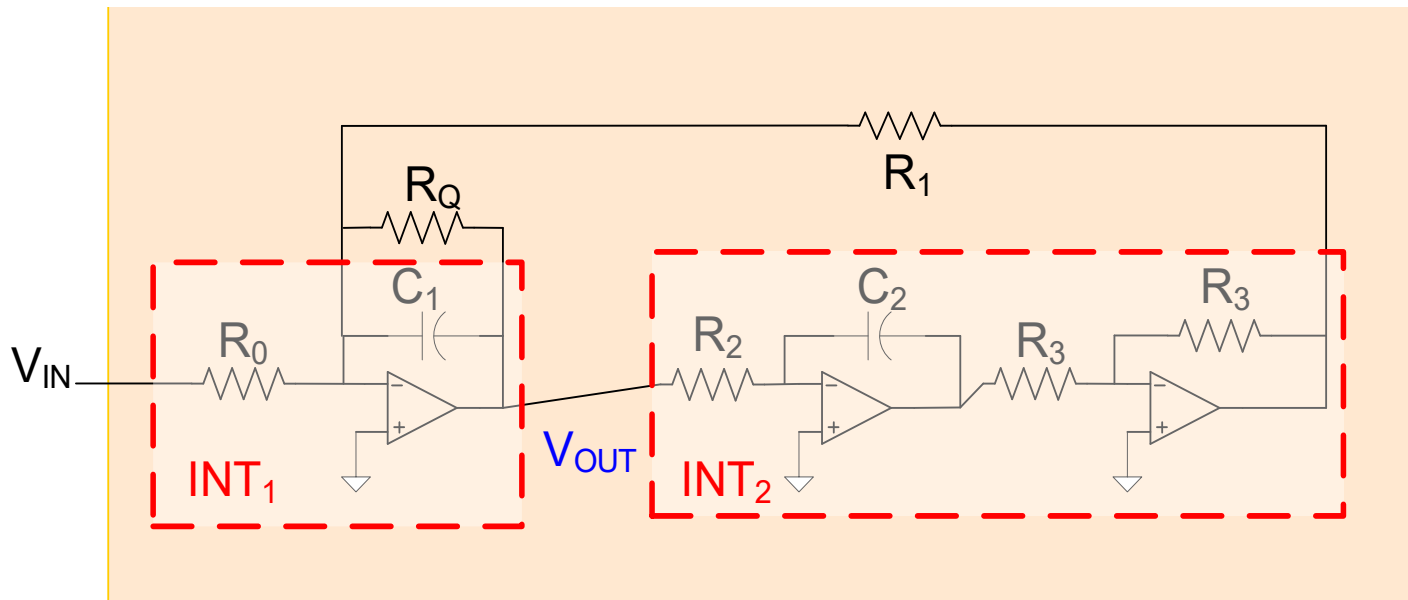 R1
RQ
C1
C2
R3
R0
R2
R3
VIN
−
−
−
+
+
+
VOUT
INT1
INT2